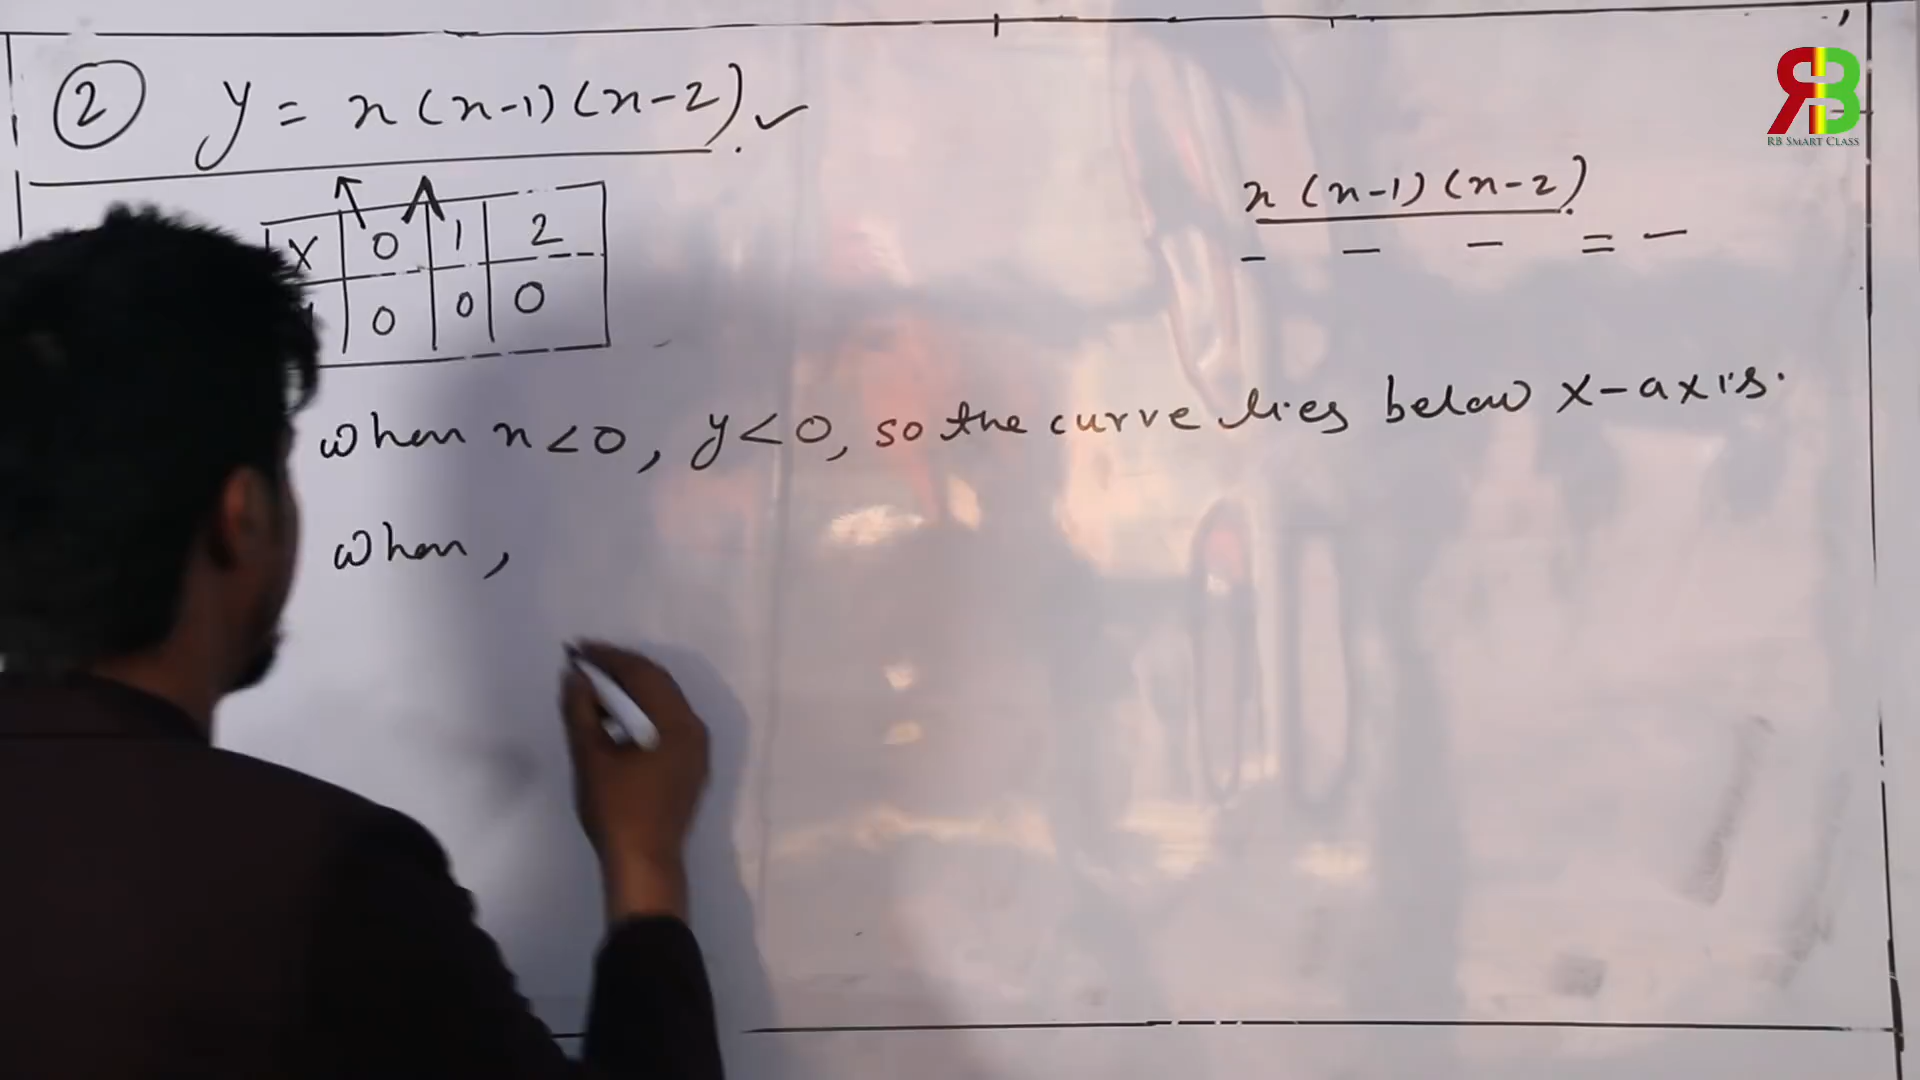 ② y = x(x-1)(x-2). ✓
x(x-1)(x-2).
- - - = -
X 0 1 2
0 0 0
when x<0, y<0, so the curve lies below x-axis.
when,
RB
RB SMART CLASS